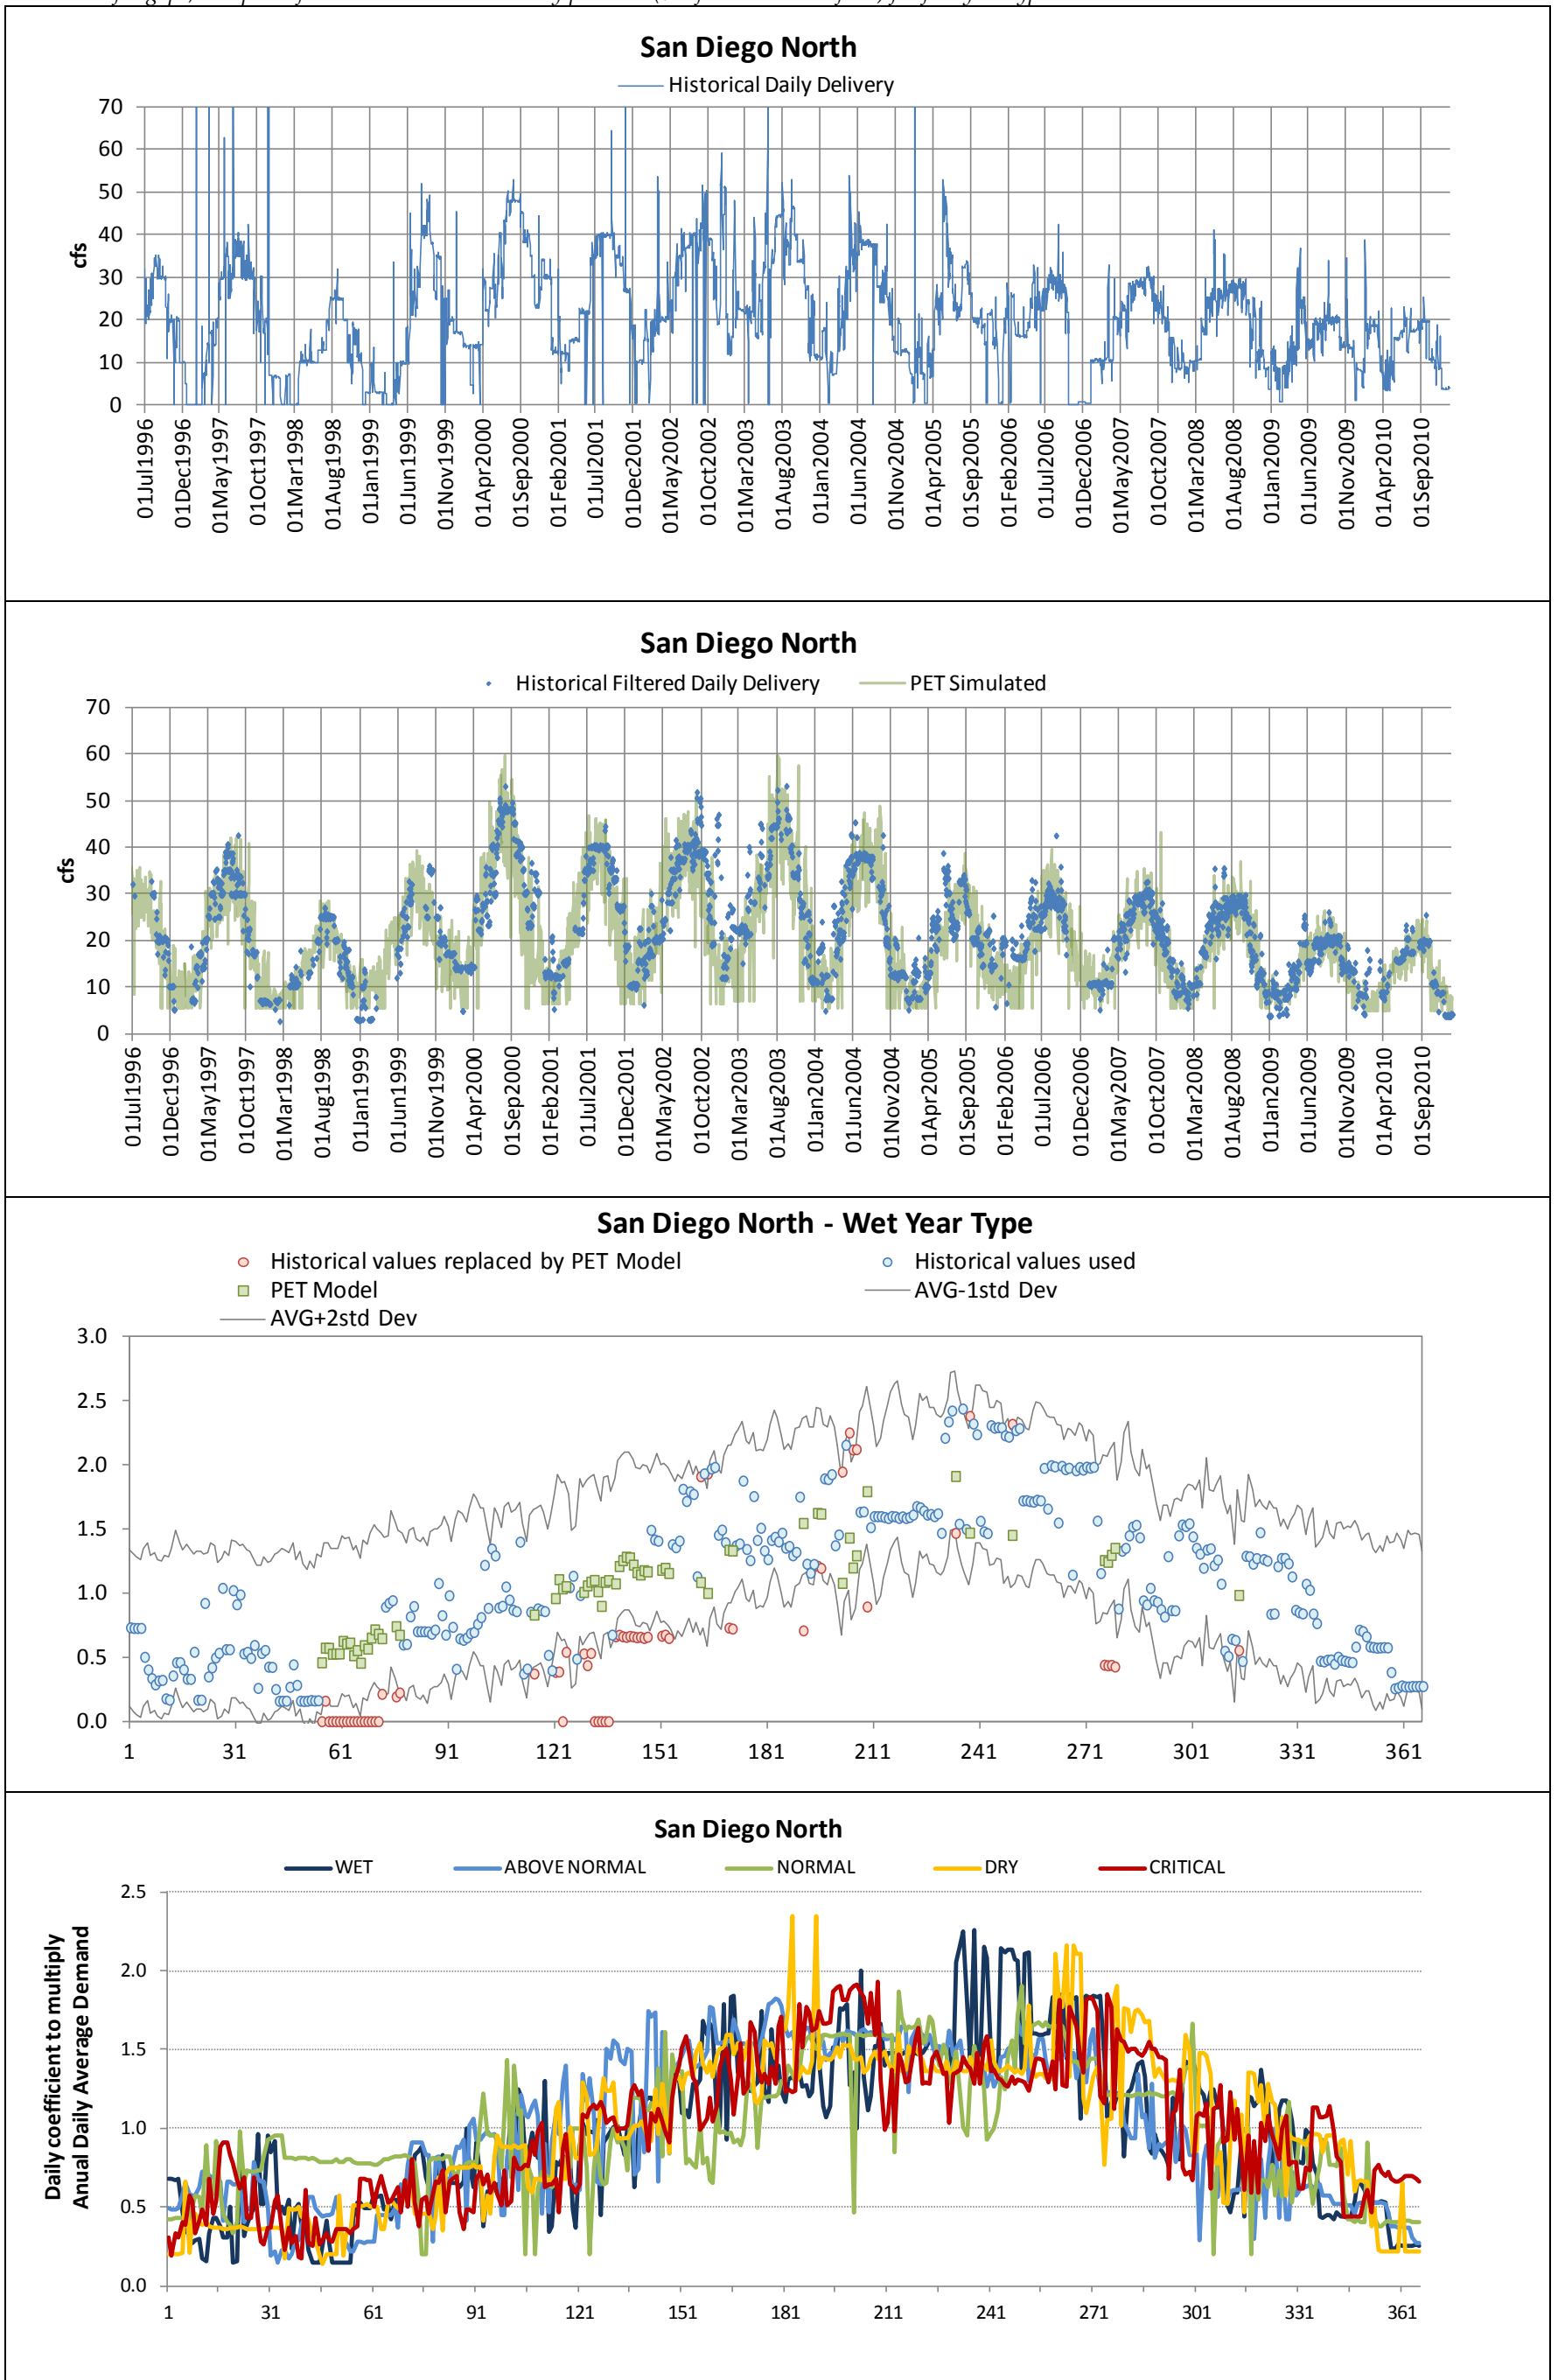 San Diego North
Historical Daily Delivery
70
60
50
40
30
20
10
0
cfs
01Jul1996
01Dec1996
01May1997
01Oct1997
01Mar1998
01Aug1998
01Jan1999
01Jun1999
01Nov1999
01Apr2000
01Sep2000
01Feb2001
01Jul2001
01Dec2001
01May2002
01Oct2002
01Mar2003
01Aug2003
01Jan2004
01Jun2004
01Nov2004
01Apr2005
01Sep2005
01Feb2006
01Jul2006
01Dec2006
01May2007
01Oct2007
01Mar2008
01Aug2008
01Jan2009
01Jun2009
01Nov2009
01Apr2010
01Sep2010
San Diego North
Historical Filtered Daily Delivery PET Simulated
70
60
50
40
30
20
10
0
cfs
01Jul1996
01Dec1996
01May1997
01Oct1997
01Mar1998
01Aug1998
01Jan1999
01Jun1999
01Nov1999
01Apr2000
01Sep2000
01Feb2001
01Jul2001
01Dec2001
01May2002
01Oct2002
01Mar2003
01Aug2003
01Jan2004
01Jun2004
01Nov2004
01Apr2005
01Sep2005
01Feb2006
01Jul2006
01Dec2006
01May2007
01Oct2007
01Mar2008
01Aug2008
01Jan2009
01Jun2009
01Nov2009
01Apr2010
01Sep2010
San Diego North - Wet Year Type
Historical values replaced by PET Model Historical values used
PET Model AVG-1std Dev
AVG+2std Dev
3.0
2.5
2.0
1.5
1.0
0.5
0.0
1 31 61 91 121 151 181 211 241 271 301 331 361
San Diego North
WET ABOVE NORMAL NORMAL DRY CRITICAL
Daily coefficient to multiply
Anual Daily Average Demand
2.5
2.0
1.5
1.0
0.5
0.0
1 31 61 91 121 151 181 211 241 271 301 331 361